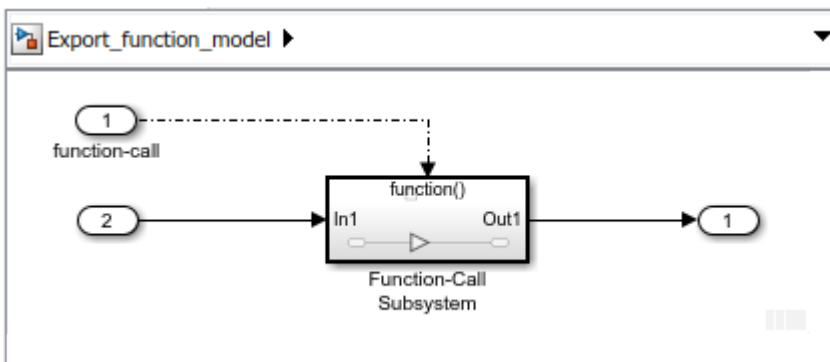 Export_function_model
1
function-call
function()
2
In1
Out1
1
Function-Call
Subsystem